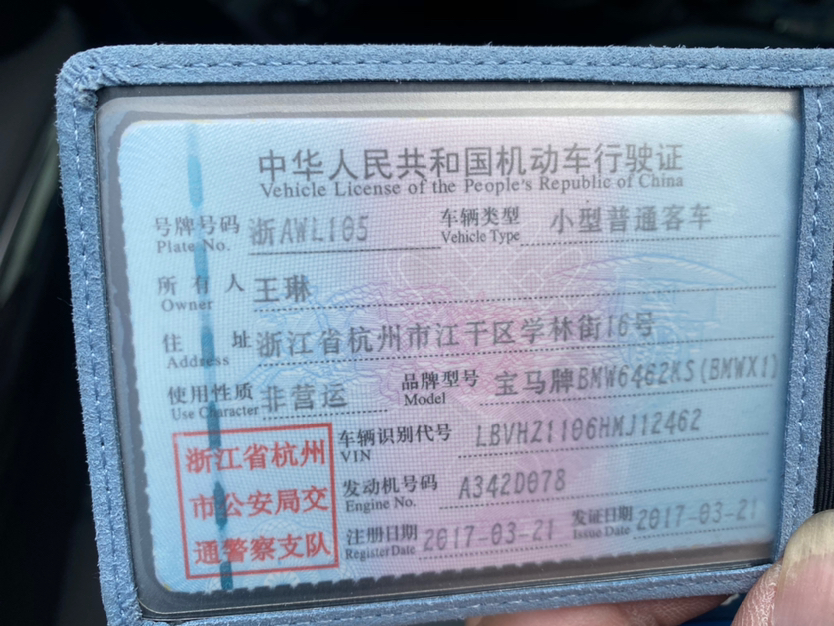 中华人民共和国机动车行驶证
Vehicle License of the People's Republic of China
号牌号码 浙AWL105 车辆类型 小型普通客车
Plate No. Vehicle Type
所有人 王琳
Owner
住址 浙江省杭州市江干区学林街16号
Address
使用性质 非营运 品牌型号 宝马牌BMW6462KS(BMWX1)
Use Character Model
浙江省杭州
市公安局交
通警察支队
车辆识别代号 LBVHZ1106HMJ12462
VIN
发动机号码 A342D078
Engine No.
注册日期 2017-03-21 发证日期 2017-03-21
Register Date Issue Date